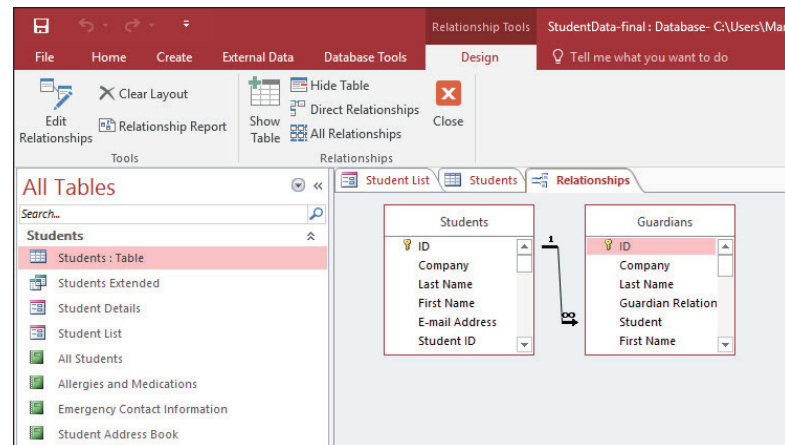 Relationship Tools
StudentData-final : Database- C:\Users\Mar
File Home Create External Data Database Tools Design Tell me what you want to do
Edit Relationships
Clear Layout
Relationship Report
Tools
Show Table
Hide Table
Direct Relationships
All Relationships
Relationships
Close
All Tables
Search...
Students
Students : Table
Students Extended
Student Details
Student List
All Students
Allergies and Medications
Emergency Contact Information
Student Address Book
Student List Students Relationships
Students
ID
Company
Last Name
First Name
E-mail Address
Student ID
1
∞
Guardians
ID
Company
Last Name
Guardian Relation
Student
First Name